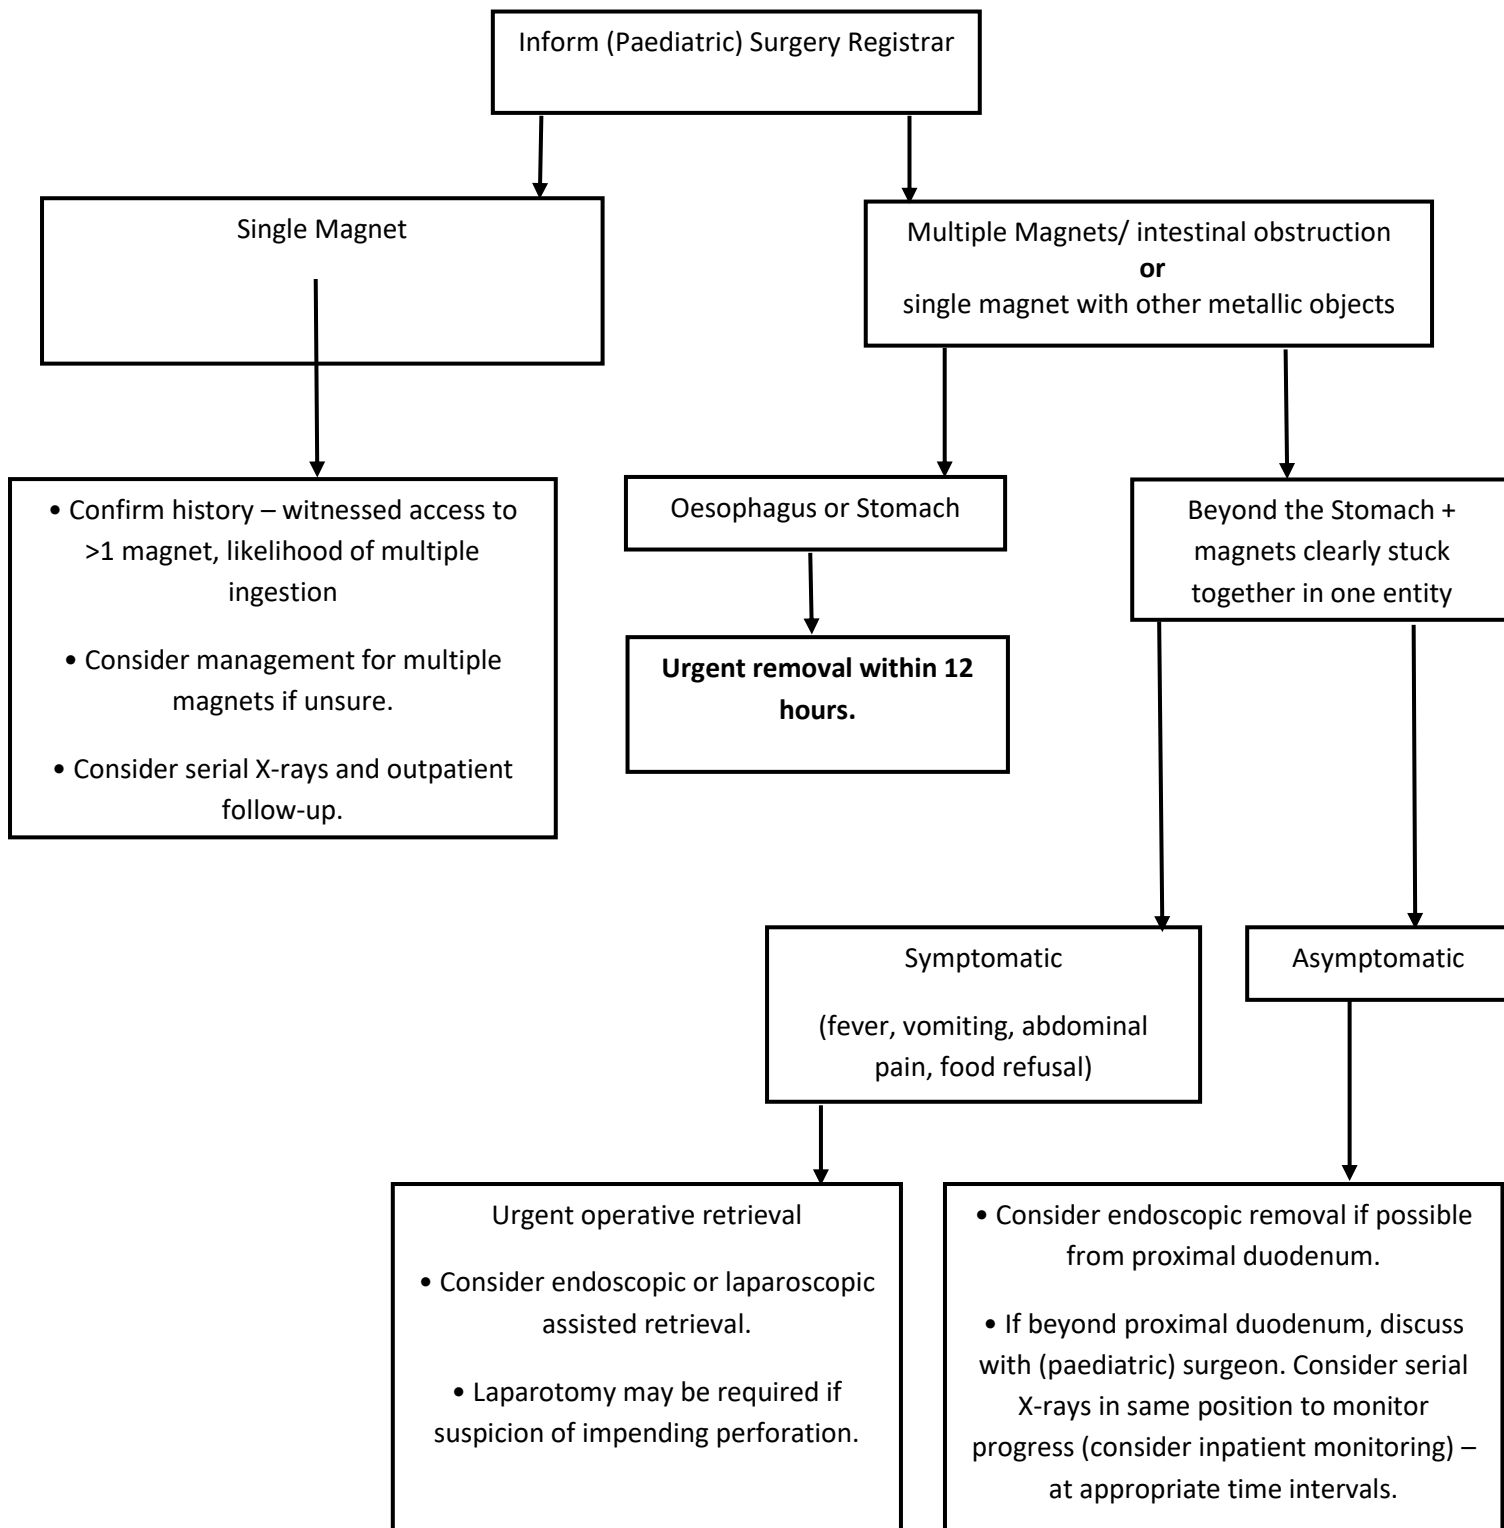 Inform (Paediatric) Surgery Registrar
Single Magnet
Multiple Magnets/ intestinal obstruction
or
single magnet with other metallic objects
• Confirm history – witnessed access to
>1 magnet, likelihood of multiple
ingestion
• Consider management for multiple
magnets if unsure.
• Consider serial X-rays and outpatient
follow-up.
Oesophagus or Stomach
Urgent removal within 12
hours.
Beyond the Stomach +
magnets clearly stuck
together in one entity
Symptomatic
(fever, vomiting, abdominal
pain, food refusal)
Asymptomatic
Urgent operative retrieval
• Consider endoscopic or laparoscopic
assisted retrieval.
• Laparotomy may be required if
suspicion of impending perforation.
• Consider endoscopic removal if possible
from proximal duodenum.
• If beyond proximal duodenum, discuss
with (paediatric) surgeon. Consider serial
X-rays in same position to monitor
progress (consider inpatient monitoring) –
at appropriate time intervals.